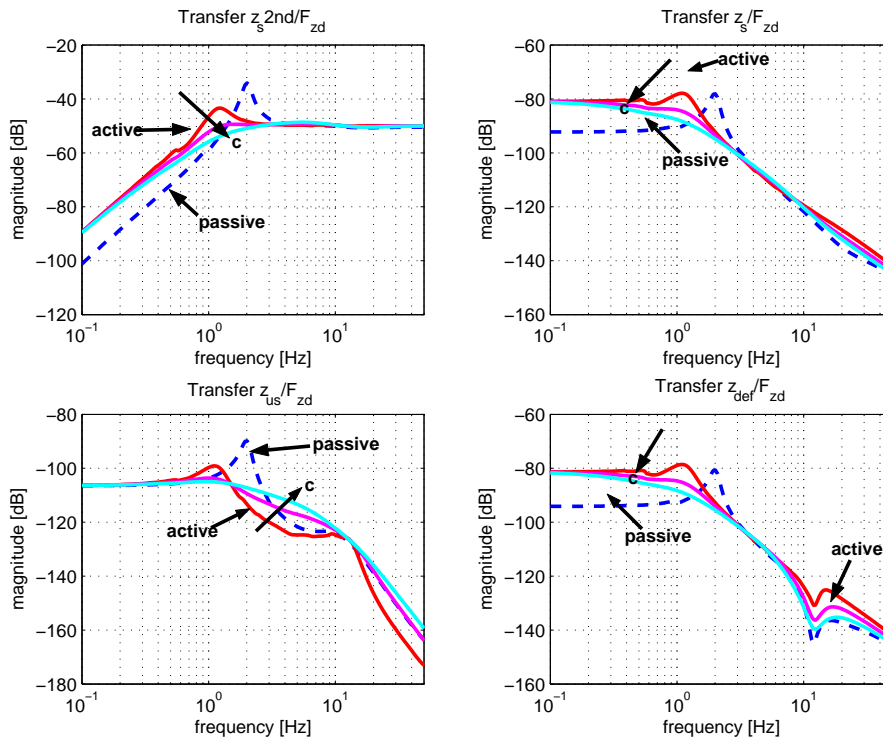 Transfer z_s2nd/F_zd
−20
−40
−60
−80
−100
−120
magnitude [dB]
active
c
passive
10^−1
10^0
10^1
frequency [Hz]
Transfer z_s/F_zd
−60
−80
−100
−120
−140
magnitude [dB]
active
c
passive
10^−1
10^0
10^1
frequency [Hz]
Transfer z_us/F_zd
−80
−100
−120
−140
−160
−180
magnitude [dB]
passive
c
active
10^−1
10^0
10^1
frequency [Hz]
Transfer z_def/F_zd
−60
−80
−100
−120
−140
−160
magnitude [dB]
c
passive
active
10^−1
10^0
10^1
frequency [Hz]